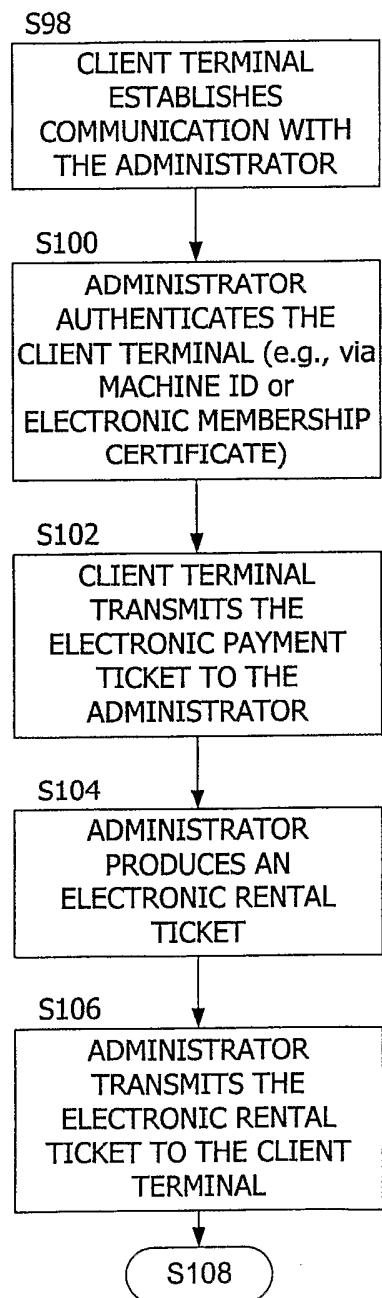 S98
CLIENT TERMINAL
ESTABLISHES
COMMUNICATION WITH
THE ADMINISTRATOR
S100
ADMINISTRATOR
AUTHENTICATES THE
CLIENT TERMINAL (e.g., via
MACHINE ID or
ELECTRONIC MEMBERSHIP
CERTIFICATE)
S102
CLIENT TERMINAL
TRANSMITS THE
ELECTRONIC PAYMENT
TICKET TO THE
ADMINISTRATOR
S104
ADMINISTRATOR
PRODUCES AN
ELECTRONIC RENTAL
TICKET
S106
ADMINISTRATOR
TRANSMITS THE
ELECTRONIC RENTAL
TICKET TO THE CLIENT
TERMINAL
S108